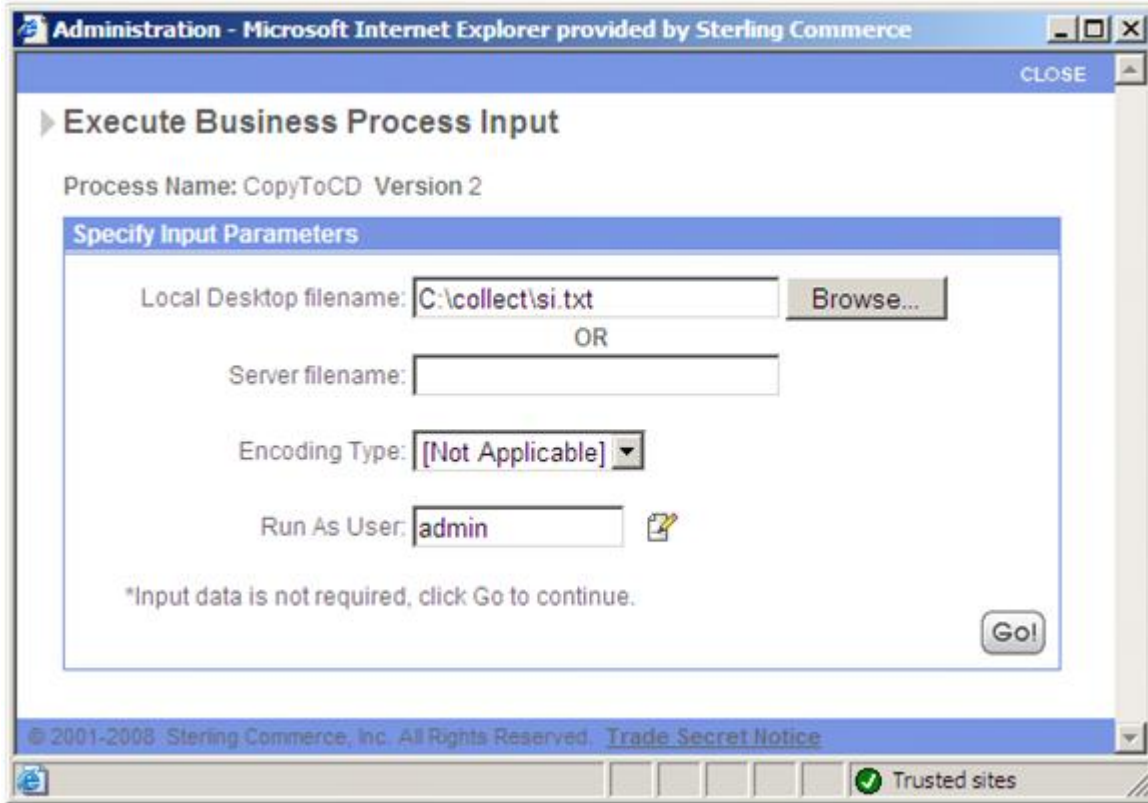 Administration - Microsoft Internet Explorer provided by Sterling Commerce
CLOSE
Execute Business Process Input
Process Name: CopyToCD Version 2
Specify Input Parameters
Local Desktop filename: C:\collect\si.txt Browse...
OR
Server filename:
Encoding Type: [Not Applicable]
Run As User: admin
*Input data is not required, click Go to continue.
Go!
© 2001-2008 Sterling Commerce, Inc. All Rights Reserved. Trade Secret Notice
Trusted sites